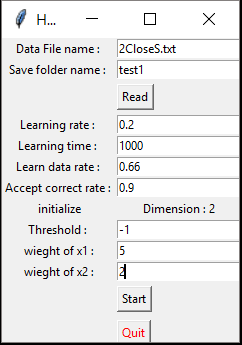 H...
Data File name : 2CloseS.txt
Save folder name : test1
Read
Learning rate : 0.2
Learning time : 1000
Learn data rate : 0.66
Accept correct rate : 0.9
initialize Dimension : 2
Threshold : -1
wieght of x1 : 5
wieght of x2 : 2
Start
Quit